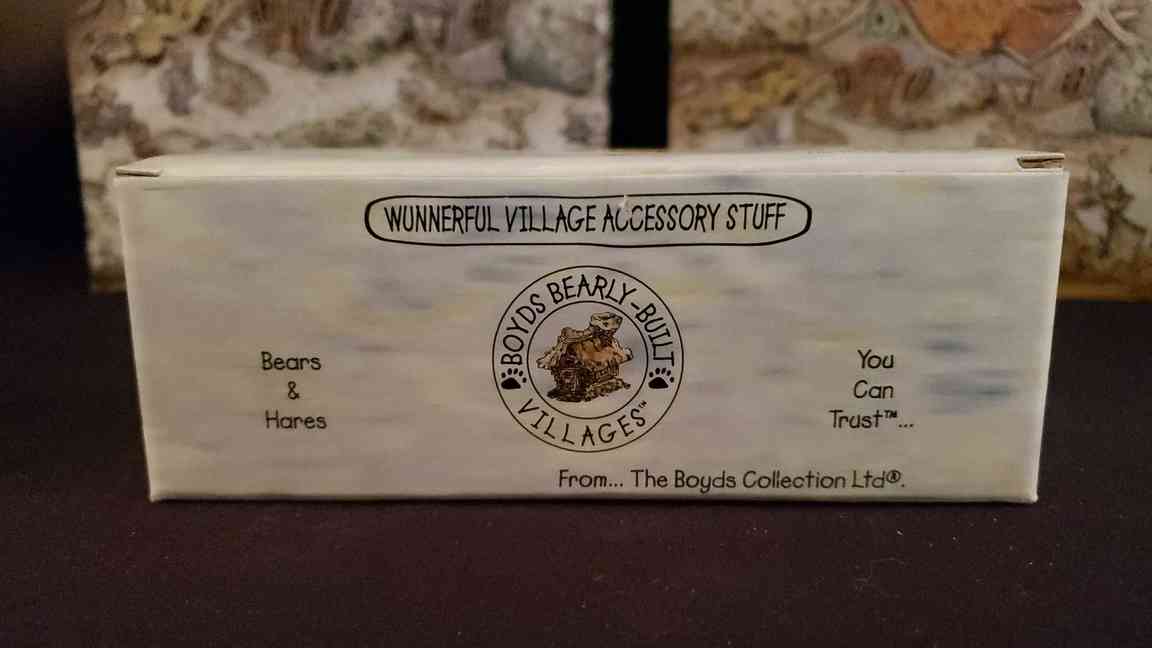 WUNNERFUL VILLAGE ACCESSORY STUFF
BOYDS BEARLY-BUILT
VILLAGES™
Bears
&
Hares
You
Can
Trust™...
From... The Boyds Collection Ltd®.